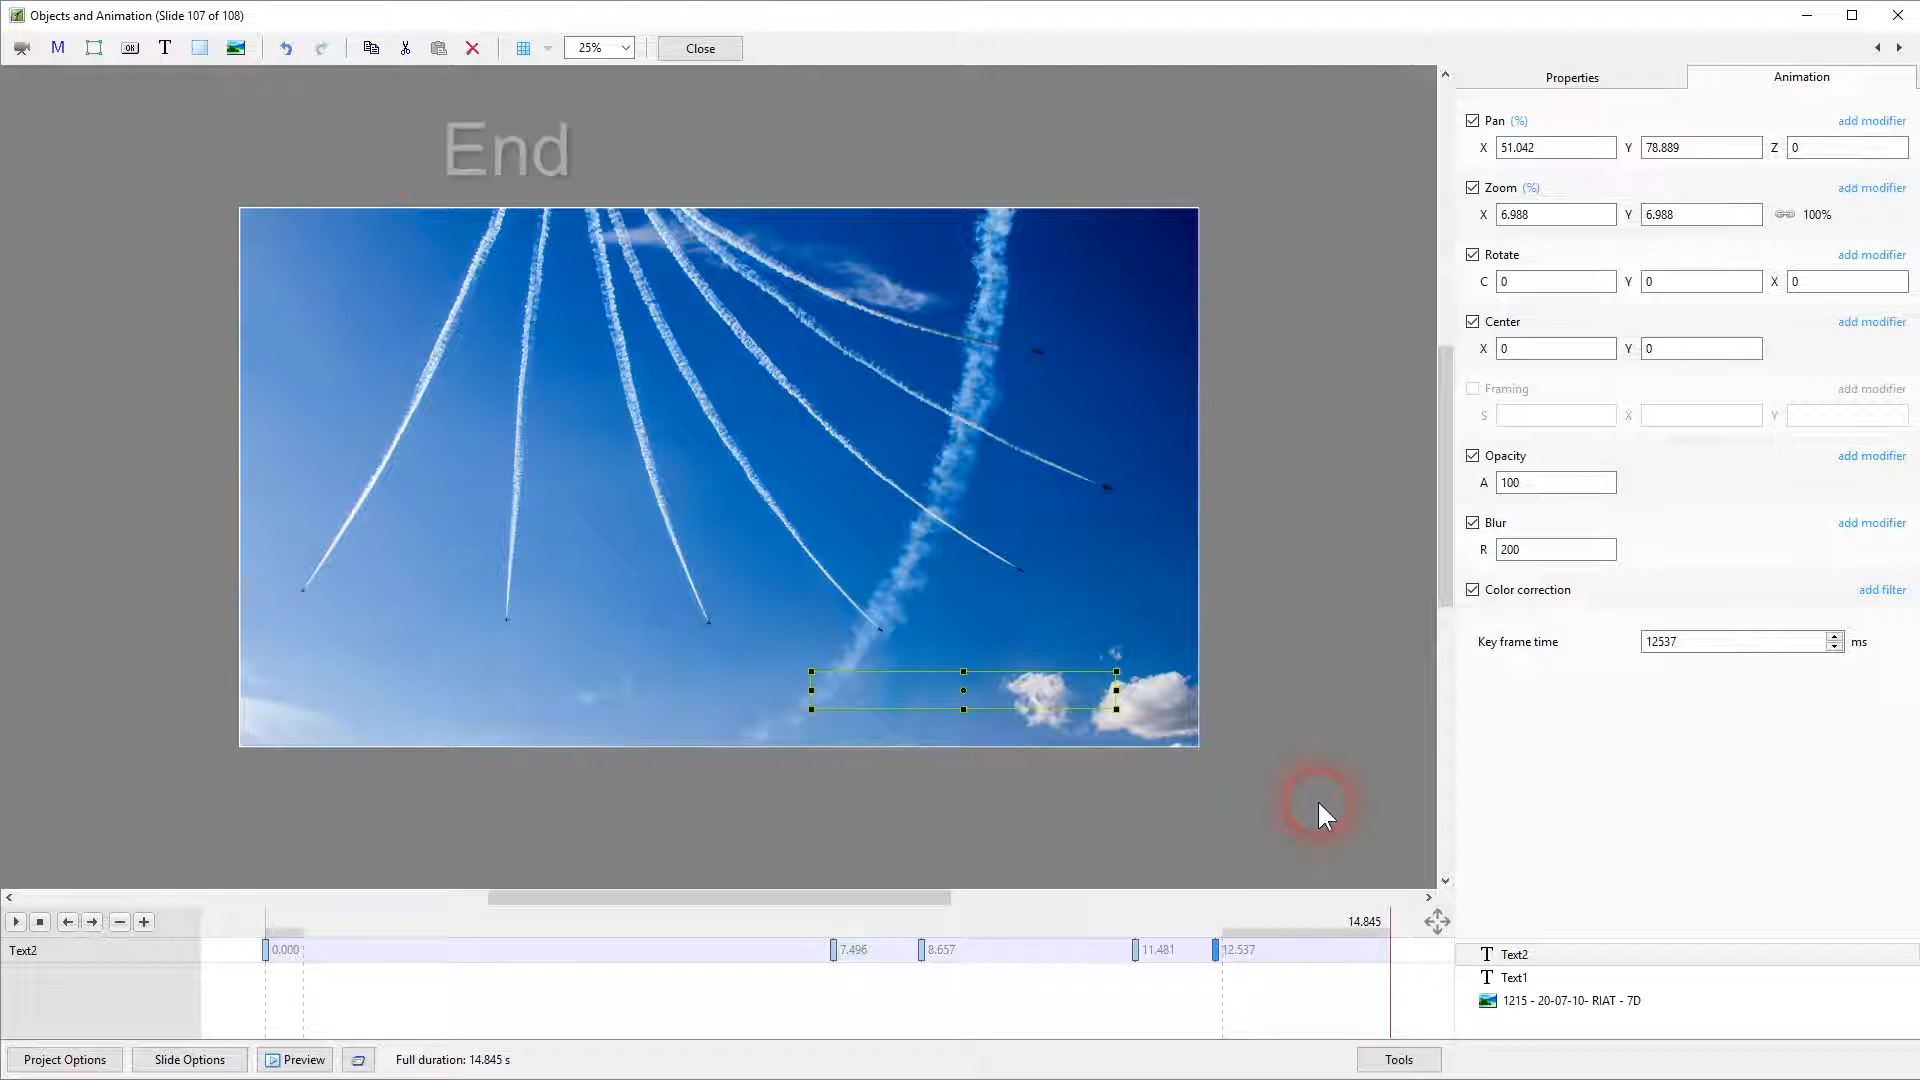 Objects and Animation (Slide 107 of 108)
M OK T 25% Close
Properties Animation
End
Pan (%) add modifier
X 51.042 Y 78.889 Z 0
Zoom (%) add modifier
X 6.988 Y 6.988 100%
Rotate add modifier
C 0 Y 0 X 0
Center add modifier
X 0 Y 0
Framing add modifier
S X Y
Opacity add modifier
A 100
Blur add modifier
R 200
Color correction add filter
Key frame time 12537 ms
14.845
Text2 0.000 7.496 8.657 11.481 12.537
T Text2
T Text1
1215 - 20-07-10- RIAT - 7D
Project Options Slide Options Preview Full duration: 14.845 s Tools